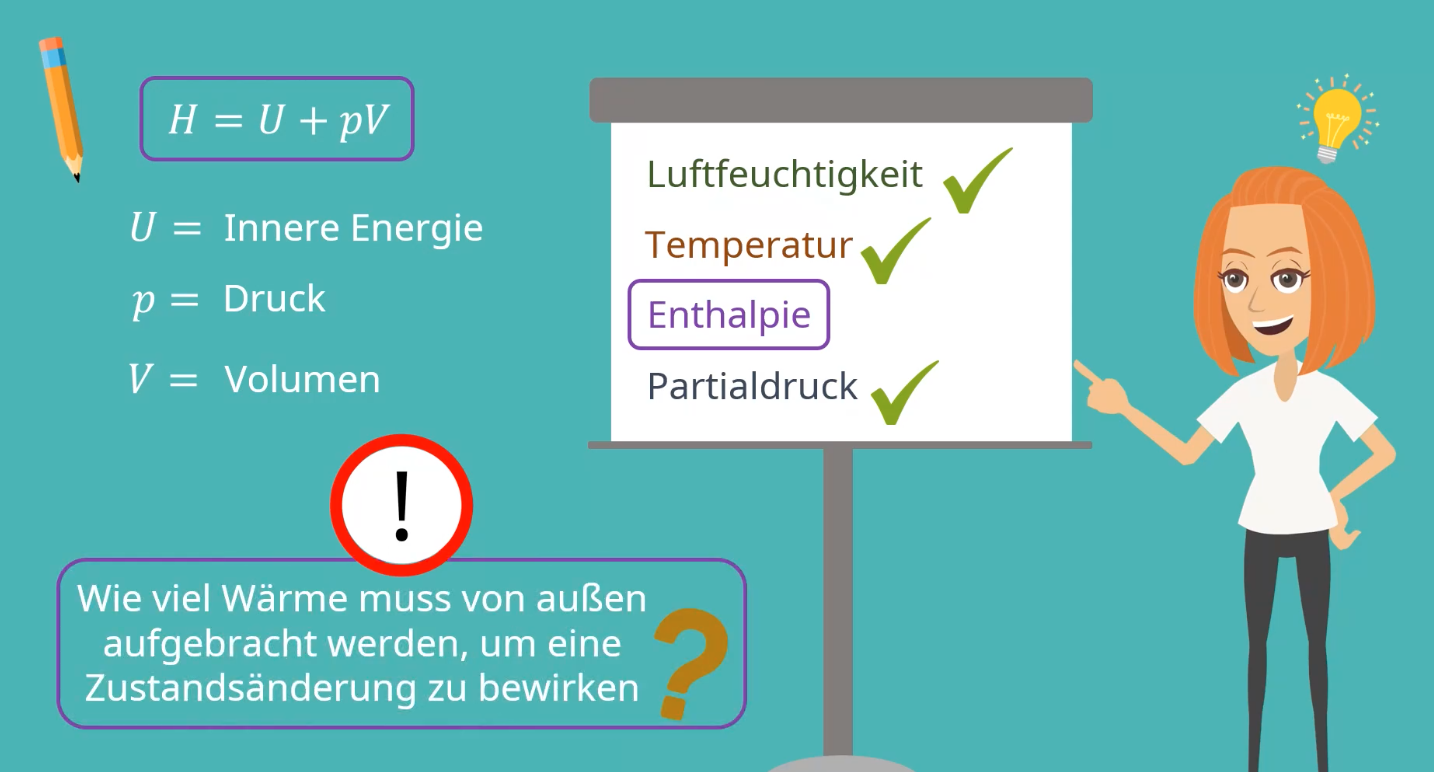 H = U + pV
U = Innere Energie
p = Druck
V = Volumen
Luftfeuchtigkeit
Temperatur
Enthalpie
Partialdruck
!
Wie viel Wärme muss von außen
aufgebracht werden, um eine
Zustandsänderung zu bewirken ?